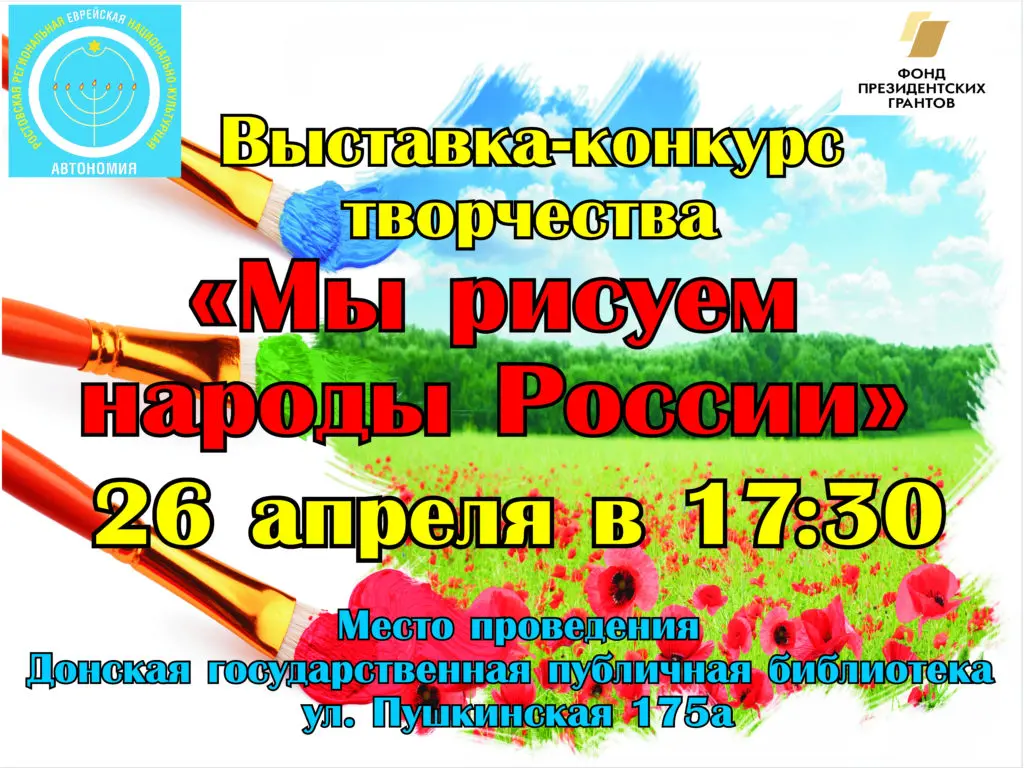 РОСТОВСКАЯ РЕГИОНАЛЬНАЯ ЕВРЕЙСКАЯ НАЦИОНАЛЬНО-КУЛЬТУРНАЯ
АВТОНОМИЯ
ФОНД
ПРЕЗИДЕНТСКИХ
ГРАНТОВ
Выставка-конкурс
творчества
«Мы рисуем
народы России»
26 апреля в 17:30
Место проведения
Донская государственная публичная библиотека
ул. Пушкинская 175а